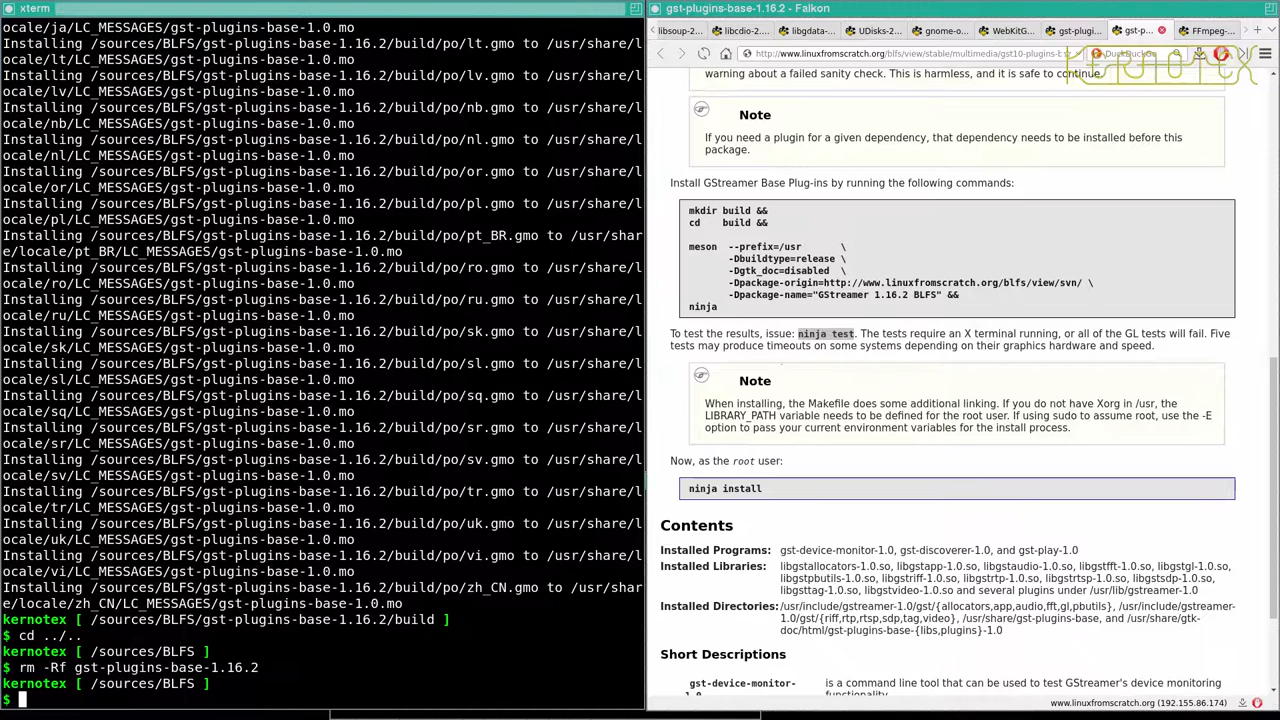 xterm
ocale/ja/LC_MESSAGES/gst-plugins-base-1.0.mo
Installing /sources/BLFS/gst-plugins-base-1.16.2/build/po/lt.gmo to /usr/share/l
ocale/lt/LC_MESSAGES/gst-plugins-base-1.0.mo
Installing /sources/BLFS/gst-plugins-base-1.16.2/build/po/lv.gmo to /usr/share/l
ocale/lv/LC_MESSAGES/gst-plugins-base-1.0.mo
Installing /sources/BLFS/gst-plugins-base-1.16.2/build/po/nb.gmo to /usr/share/l
ocale/nb/LC_MESSAGES/gst-plugins-base-1.0.mo
Installing /sources/BLFS/gst-plugins-base-1.16.2/build/po/nl.gmo to /usr/share/l
ocale/nl/LC_MESSAGES/gst-plugins-base-1.0.mo
Installing /sources/BLFS/gst-plugins-base-1.16.2/build/po/or.gmo to /usr/share/l
ocale/or/LC_MESSAGES/gst-plugins-base-1.0.mo
Installing /sources/BLFS/gst-plugins-base-1.16.2/build/po/pl.gmo to /usr/share/l
ocale/pl/LC_MESSAGES/gst-plugins-base-1.0.mo
Installing /sources/BLFS/gst-plugins-base-1.16.2/build/po/pt_BR.gmo to /usr/shar
e/locale/pt_BR/LC_MESSAGES/gst-plugins-base-1.0.mo
Installing /sources/BLFS/gst-plugins-base-1.16.2/build/po/ro.gmo to /usr/share/l
ocale/ro/LC_MESSAGES/gst-plugins-base-1.0.mo
Installing /sources/BLFS/gst-plugins-base-1.16.2/build/po/ru.gmo to /usr/share/l
ocale/ru/LC_MESSAGES/gst-plugins-base-1.0.mo
Installing /sources/BLFS/gst-plugins-base-1.16.2/build/po/sk.gmo to /usr/share/l
ocale/sk/LC_MESSAGES/gst-plugins-base-1.0.mo
Installing /sources/BLFS/gst-plugins-base-1.16.2/build/po/sl.gmo to /usr/share/l
ocale/sl/LC_MESSAGES/gst-plugins-base-1.0.mo
Installing /sources/BLFS/gst-plugins-base-1.16.2/build/po/sq.gmo to /usr/share/l
ocale/sq/LC_MESSAGES/gst-plugins-base-1.0.mo
Installing /sources/BLFS/gst-plugins-base-1.16.2/build/po/sr.gmo to /usr/share/l
ocale/sr/LC_MESSAGES/gst-plugins-base-1.0.mo
Installing /sources/BLFS/gst-plugins-base-1.16.2/build/po/sv.gmo to /usr/share/l
ocale/sv/LC_MESSAGES/gst-plugins-base-1.0.mo
Installing /sources/BLFS/gst-plugins-base-1.16.2/build/po/tr.gmo to /usr/share/l
ocale/tr/LC_MESSAGES/gst-plugins-base-1.0.mo
Installing /sources/BLFS/gst-plugins-base-1.16.2/build/po/uk.gmo to /usr/share/l
ocale/uk/LC_MESSAGES/gst-plugins-base-1.0.mo
Installing /sources/BLFS/gst-plugins-base-1.16.2/build/po/vi.gmo to /usr/share/l
ocale/vi/LC_MESSAGES/gst-plugins-base-1.0.mo
Installing /sources/BLFS/gst-plugins-base-1.16.2/build/po/zh_CN.gmo to /usr/shar
e/locale/zh_CN/LC_MESSAGES/gst-plugins-base-1.0.mo
kernotex [ /sources/BLFS/gst-plugins-base-1.16.2/build ]
$ cd ../..
kernotex [ /sources/BLFS ]
$ rm -Rf gst-plugins-base-1.16.2
kernotex [ /sources/BLFS ]
$
gst-plugins-base-1.16.2 - Falkon
libsoup-2... libcdio-2.... libgdata-... UDisks-2... gnome-o... WebKitG... gst-plugi... gst-p... FFmpeg-...
http://www.linuxfromscratch.org/blfs/view/stable/multimedia/gst10-plugins-b DuckDuckGo
KERNOTEX
warning about a failed sanity check. This is harmless, and it is safe to continue.
Note
If you need a plugin for a given dependency, that dependency needs to be installed before this
package.
Install GStreamer Base Plug-ins by running the following commands:
mkdir build &&
cd    build &&
meson  --prefix=/usr       \
-Dbuildtype=release \
-Dgtk_doc=disabled  \
-Dpackage-origin=http://www.linuxfromscratch.org/blfs/view/svn/ \
-Dpackage-name="GStreamer 1.16.2 BLFS" &&
ninja
To test the results, issue: ninja test. The tests require an X terminal running, or all of the GL tests will fail. Five
tests may produce timeouts on some systems depending on their graphics hardware and speed.
Note
When installing, the Makefile does some additional linking. If you do not have Xorg in /usr, the
LIBRARY_PATH variable needs to be defined for the root user. If using sudo to assume root, use the -E
option to pass your current environment variables for the install process.
Now, as the root user:
ninja install
Contents
Installed Programs: gst-device-monitor-1.0, gst-discoverer-1.0, and gst-play-1.0
Installed Libraries: libgstallocators-1.0.so, libgstapp-1.0.so, libgstaudio-1.0.so, libgstfft-1.0.so, libgstgl-1.0.so,
libgstpbutils-1.0.so, libgstriff-1.0.so, libgstrtp-1.0.so, libgstrtsp-1.0.so, libgstsdp-1.0.so,
libgsttag-1.0.so, libgstvideo-1.0.so and several plugins under /usr/lib/gstreamer-1.0
Installed Directories: /usr/include/gstreamer-1.0/gst/{allocators,app,audio,fft,gl,pbutils}, /usr/include/gstreamer-
1.0/gst/{riff,rtp,rtsp,sdp,tag,video}, /usr/share/gst-plugins-base, and /usr/share/gtk-
doc/html/gst-plugins-base-{libs,plugins}-1.0
Short Descriptions
gst-device-monitor- is a command line tool that can be used to test GStreamer's device monitoring
1.0 functionality.
www.linuxfromscratch.org (192.155.86.174)